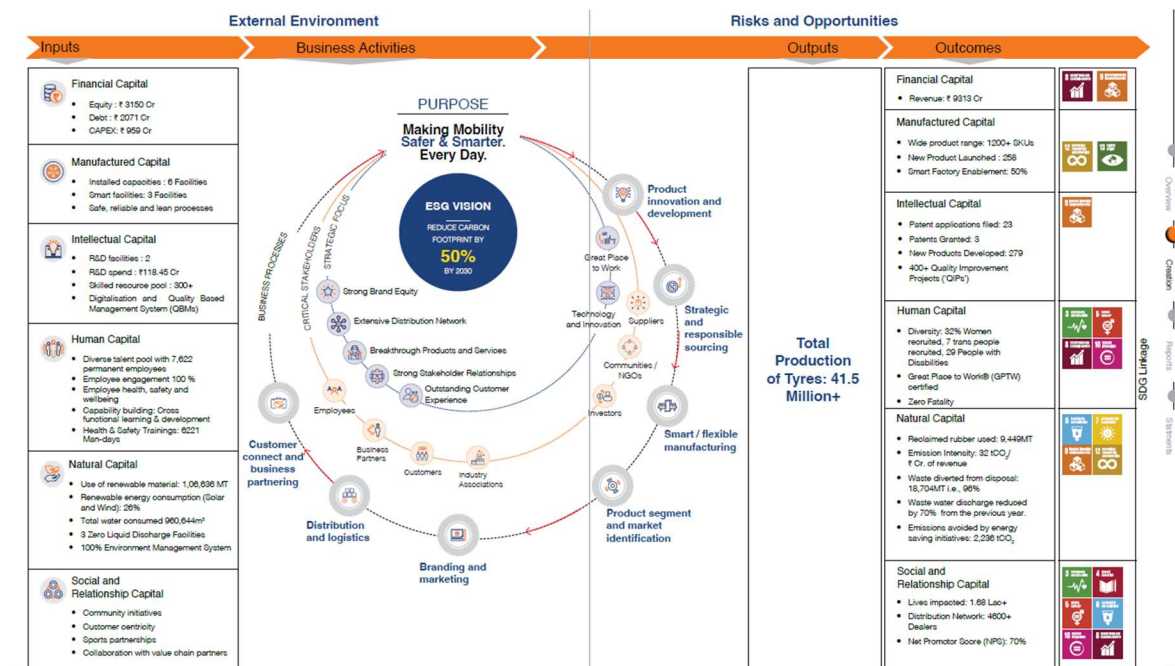 External Environment
Risks and Opportunities
Inputs
Business Activities
Outputs
Outcomes
Financial Capital
• Equity : ₹ 3150 Cr
• Debt : ₹ 2071 Cr
• CAPEX: ₹ 959 Cr
Manufactured Capital
• Installed capacities : 6 Facilities
• Smart facilities: 3 Facilities
• Safe, reliable and lean processes
Intellectual Capital
• R&D facilities : 2
• R&D spend : ₹118.45 Cr
• Skilled resource pool : 300+
• Digitalisation and Quality Based
Management System (QBMs)
Human Capital
• Diverse talent pool with 7,622
permanent employees
• Employee engagement 100 %
• Employee health, safety and
wellbeing
• Capability building: Cross
functional learning & development
• Health & Safety Trainings: 6221
Man-days
Natural Capital
• Use of renewable material: 1,06,636 MT
• Renewable energy consumption (Solar
and Wind): 26%
• Total water consumed 960,644m³
• 3 Zero Liquid Discharge Facilities
• 100% Environment Management System
Social and
Relationship Capital
• Community initiatives
• Customer centricity
• Sports partnerships
• Collaboration with value chain partners
PURPOSE
Making Mobility
Safer & Smarter.
Every Day.
ESG VISION
REDUCE CARBON
FOOTPRINT BY
50%
BY 2030
BUSINESS PROCESSES
CRITICAL STAKEHOLDERS
STRATEGIC FOCUS
Strong Brand Equity
Extensive Distribution Network
Breakthrough Products and Services
Strong Stakeholder Relationships
Outstanding Customer
Experience
Great Place
to Work
Technology
and Innovation
Suppliers
Communities /
NGOs
Investors
Employees
Business
Partners
Customers
Industry
Associations
Product
innovation and
development
Strategic
and
responsible
sourcing
Smart / flexible
manufacturing
Product segment
and market
identification
Branding and
marketing
Distribution
and logistics
Customer
connect and
business
partnering
Total
Production
of Tyres: 41.5
Million+
Financial Capital
• Revenue: ₹ 9313 Cr
Manufactured Capital
• Wide product range: 1200+ SKUs
• New Product Launched : 258
• Smart Factory Enablement: 50%
Intellectual Capital
• Patent applications filed: 23
• Patents Granted: 3
• New Products Developed: 279
• 400+ Quality Improvement
Projects ('QIPs')
Human Capital
• Diversity: 32% Women
recruited, 7 trans people
recruited, 29 People with
Disabilities
• Great Place to Work® (GPTW)
certified
• Zero Fatality
Natural Capital
• Reclaimed rubber used: 9,449MT
• Emission Intensity: 32 tCO₂/
₹ Cr. of revenue
• Waste diverted from disposal:
18,704MT i.e., 96%
• Waste water discharge reduced
by 70% from the previous year.
• Emissions avoided by energy
saving initiatives: 2,236 tCO₂
Social and
Relationship Capital
• Lives impacted: 1.68 Lac+
• Distribution Network: 4600+
Dealers
• Net Promotor Score (NPS): 70%
SDG Linkage
Overview
Creation
Reports
Statments